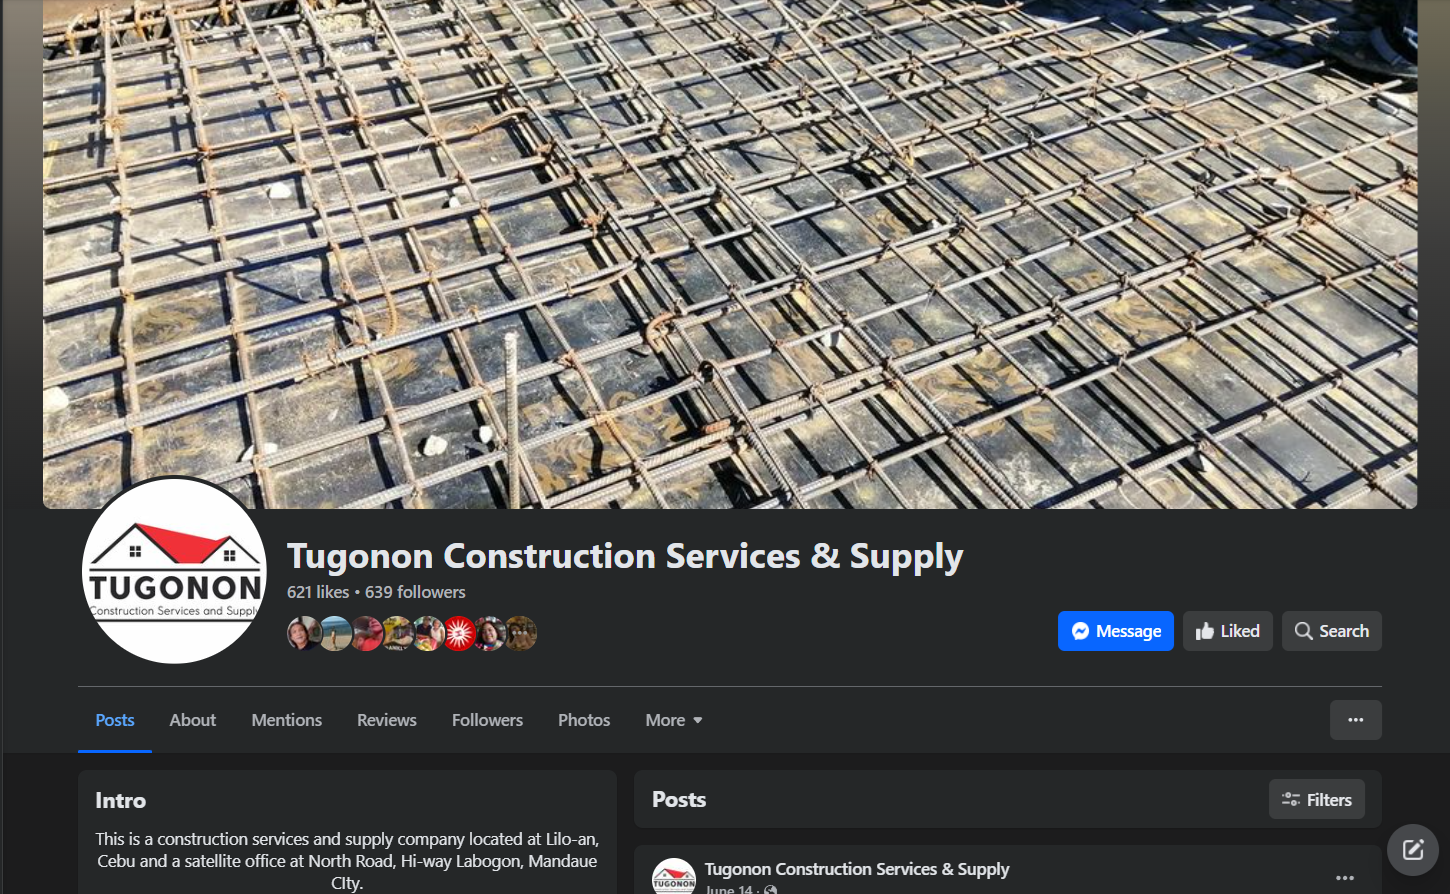 TUGONON
Construction Services and Supply
Tugonon Construction Services & Supply
621 likes • 639 followers
Message
Liked
Search
Posts
About
Mentions
Reviews
Followers
Photos
More
Intro
This is a construction services and supply company located at Lilo-an,
Cebu and a satellite office at North Road, Hi-way Labogon, Mandaue
CIty.
Posts
Filters
TUGONON
Tugonon Construction Services & Supply
June 14 ·